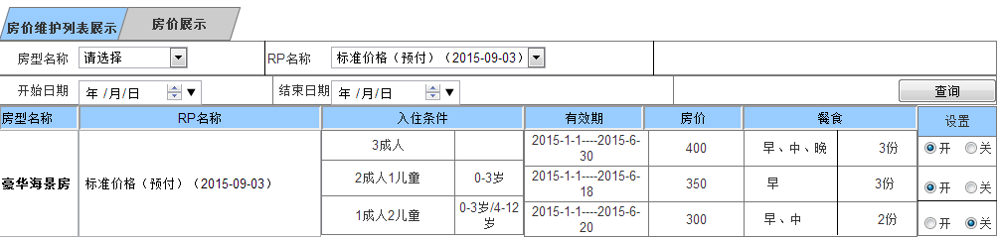 房价维护列表展示 房价展示
房型名称 请选择 RP名称 标准价格（预付）（2015-09-03）
开始日期 年 /月/日 结束日期 年 /月/日 查询
房型名称 RP名称 入住条件 有效期 房价 餐食 设置
3成人 2015-1-1----2015-6-30 400 早、中、晚 3份 开 关
豪华海景房 标准价格（预付）（2015-09-03） 2成人1儿童 0-3岁 2015-1-1----2015-6-18 350 早 3份 开 关
1成人2儿童 0-3岁/4-12岁 2015-1-1----2015-6-20 300 早、中 2份 开 关